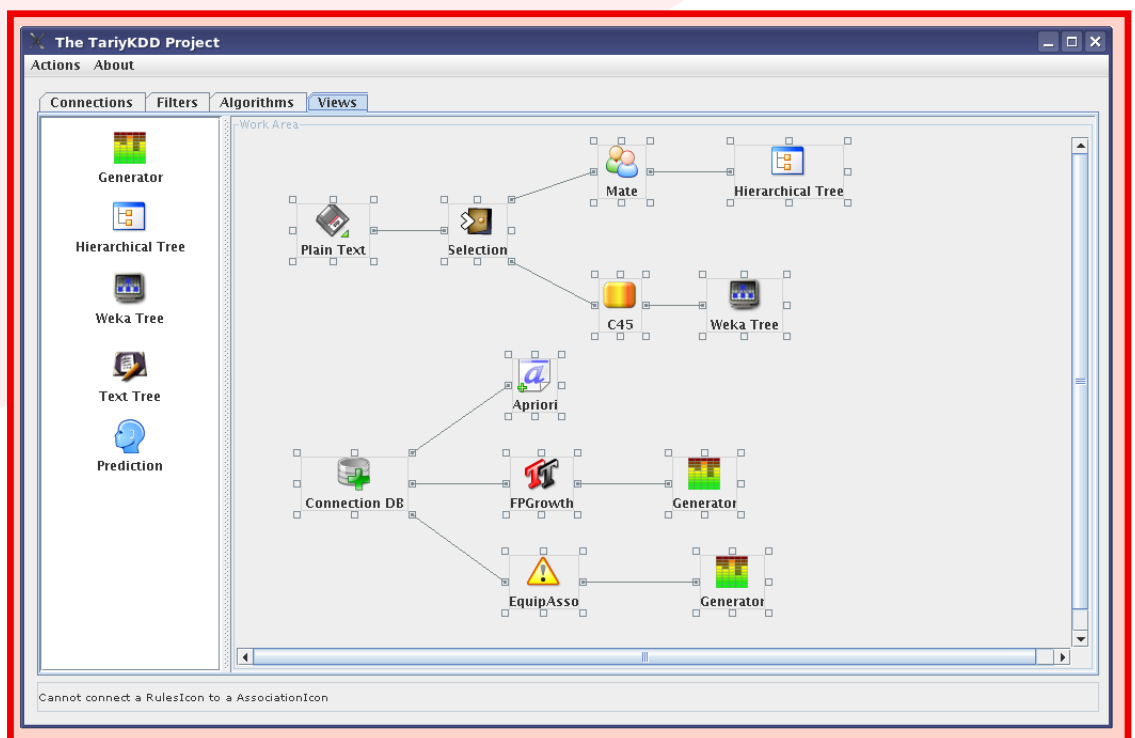 The TariyKDD Project
Actions About
Connections Filters Algorithms Views
Generator
Hierarchical Tree
Weka Tree
Text Tree
Prediction
Work Area
Mate
Hierarchical Tree
Plain Text
Selection
C45
Weka Tree
Apriori
Connection DB
FPGrowth
Generator
EquipAsso
Generator
Cannot connect a RulesIcon to a AssociationIcon